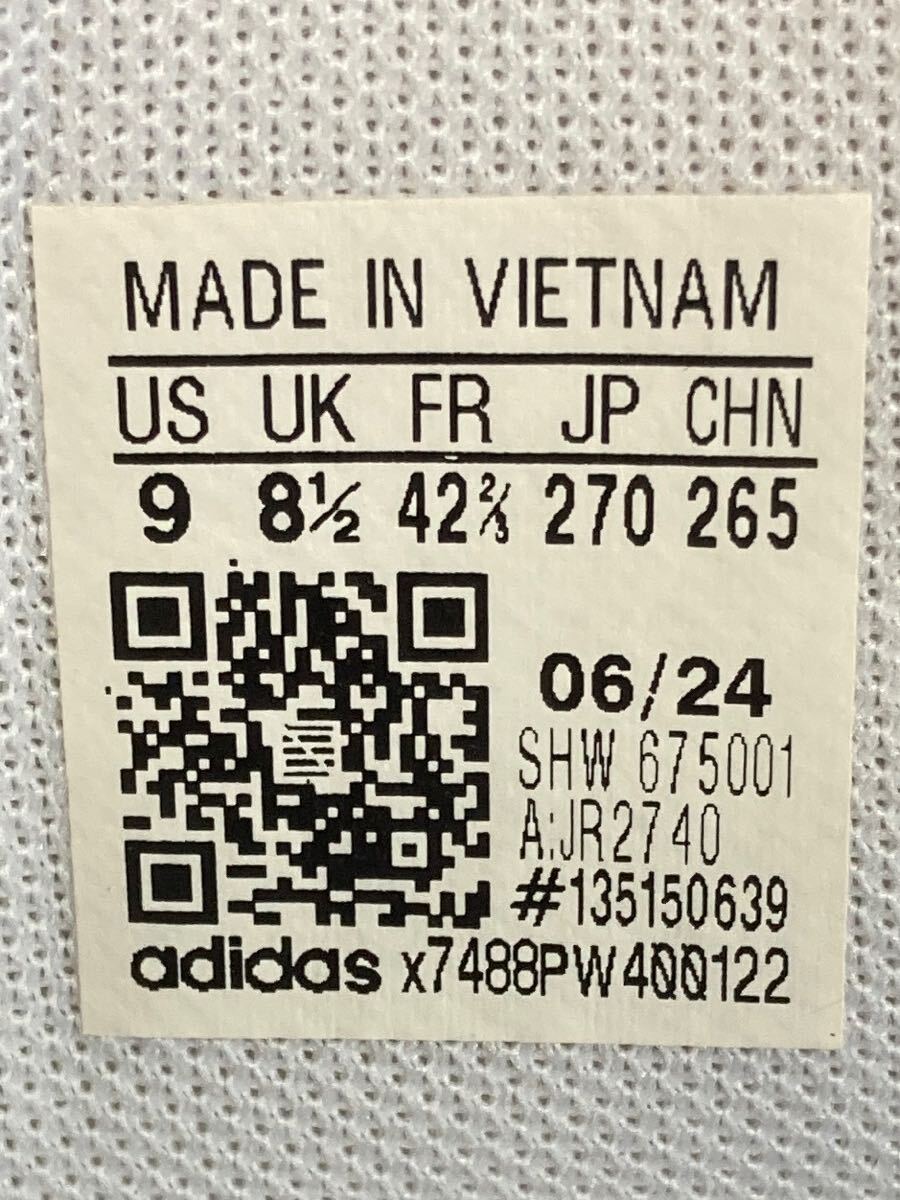 MADE IN VIETNAM
US UK FR JP CHN
9 8½ 42⅔ 270 265
06/24
SHW 675001
A:JR2740
#135150639
adidas x7488PW400122